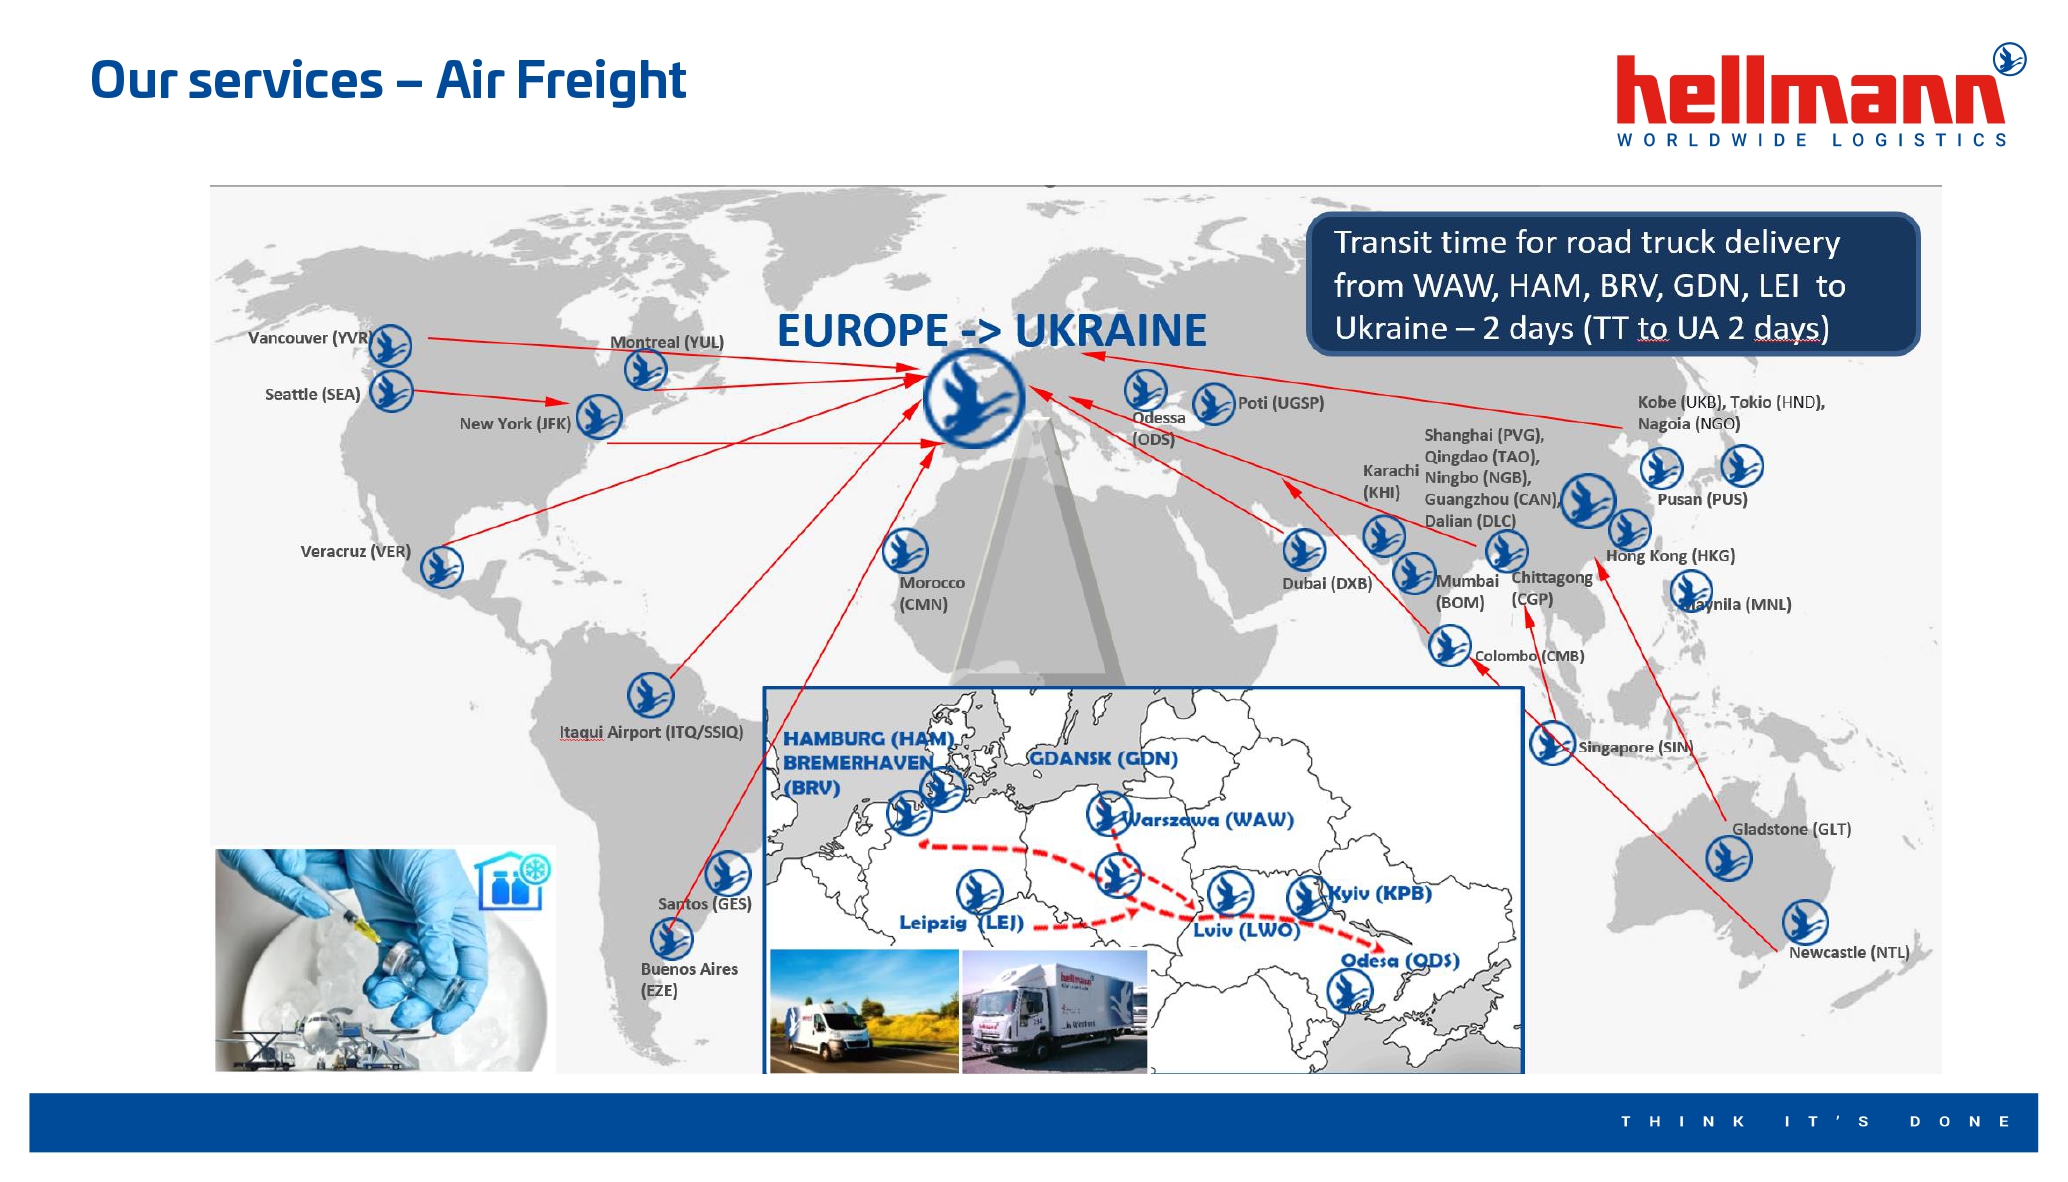 Our services – Air Freight
hellmann
WORLDWIDE LOGISTICS
Transit time for road truck delivery
from WAW, HAM, BRV, GDN, LEI to
Ukraine – 2 days (TT to UA 2 days)
EUROPE -> UKRAINE
Vancouver (YVR)
Montreal (YUL)
Seattle (SEA)
New York (JFK)
Odessa
(ODS)
Poti (UGSP)
Kobe (UKB), Tokio (HND),
Nagoia (NGO)
Shanghai (PVG),
Qingdao (TAO),
Ningbo (NGB),
Guangzhou (CAN),
Dalian (DLC)
Karachi
(KHI)
Pusan (PUS)
Veracruz (VER)
Morocco
(CMN)
Dubai (DXB)
Mumbai
(BOM)
Chittagong
(CGP)
Hong Kong (HKG)
Maynila (MNL)
Colombo (CMB)
Itaqui Airport (ITQ/SSIQ)
Singapore (SIN)
HAMBURG (HAM)
BREMERHAVEN
(BRV)
GDANSK (GDN)
Warszawa (WAW)
Gladstone (GLT)
Kyiv (KPB)
Santos (GES)
Leipzig (LEJ)
Lviv (LWO)
Odesa (ODS)
Newcastle (NTL)
Buenos Aires
(EZE)
hellmann
hellmann
THINK IT'S DONE